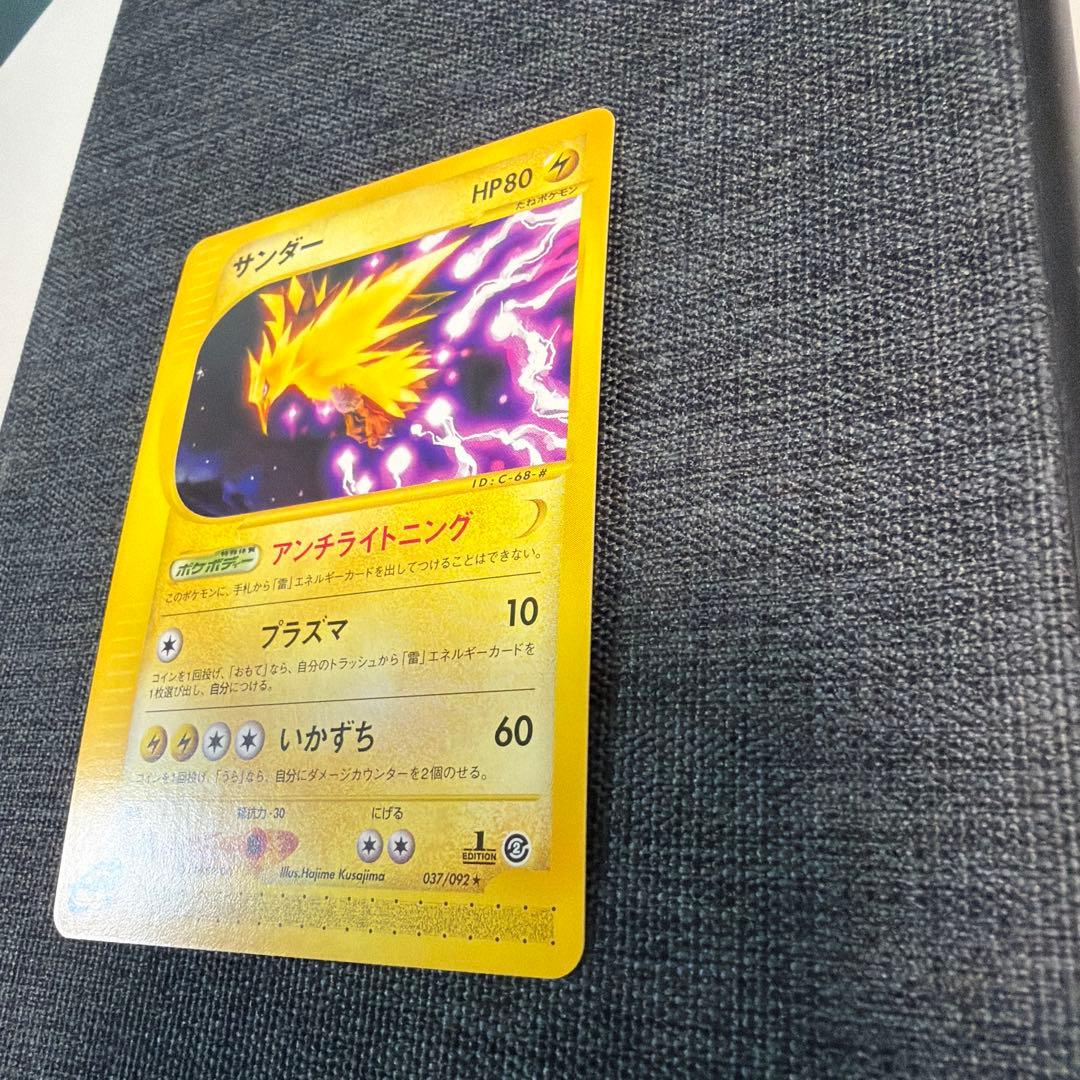 HP80
たねポケモン
サンダー
ID:C-68-#
特殊体質
ポケボディー
アンチライトニング
このポケモンに、手札から「雷」エネルギーカードを出してつけることはできない。
プラズマ 10
コインを1回投げ、「おもて」なら、自分のトラッシュから「雷」エネルギーカードを
1枚選び出し、自分につける。
いかずち 60
コインを1回投げ、「うら」なら、自分にダメージカウンターを2個のせる。
抵抗力-30 にげる
1
EDITION
Illus.Hajime Kusajima 037/092★